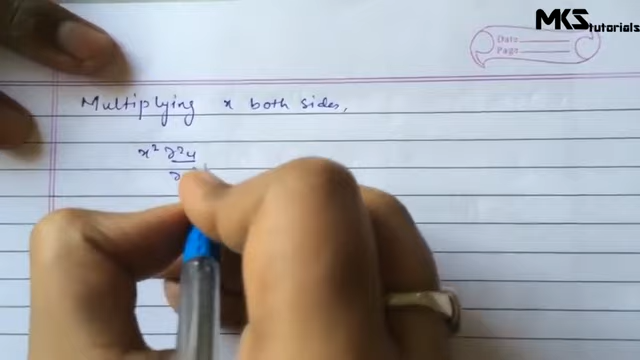 MKS tutorials
Date
Page
Multiplying x both sides,
x² ∂²u
∂